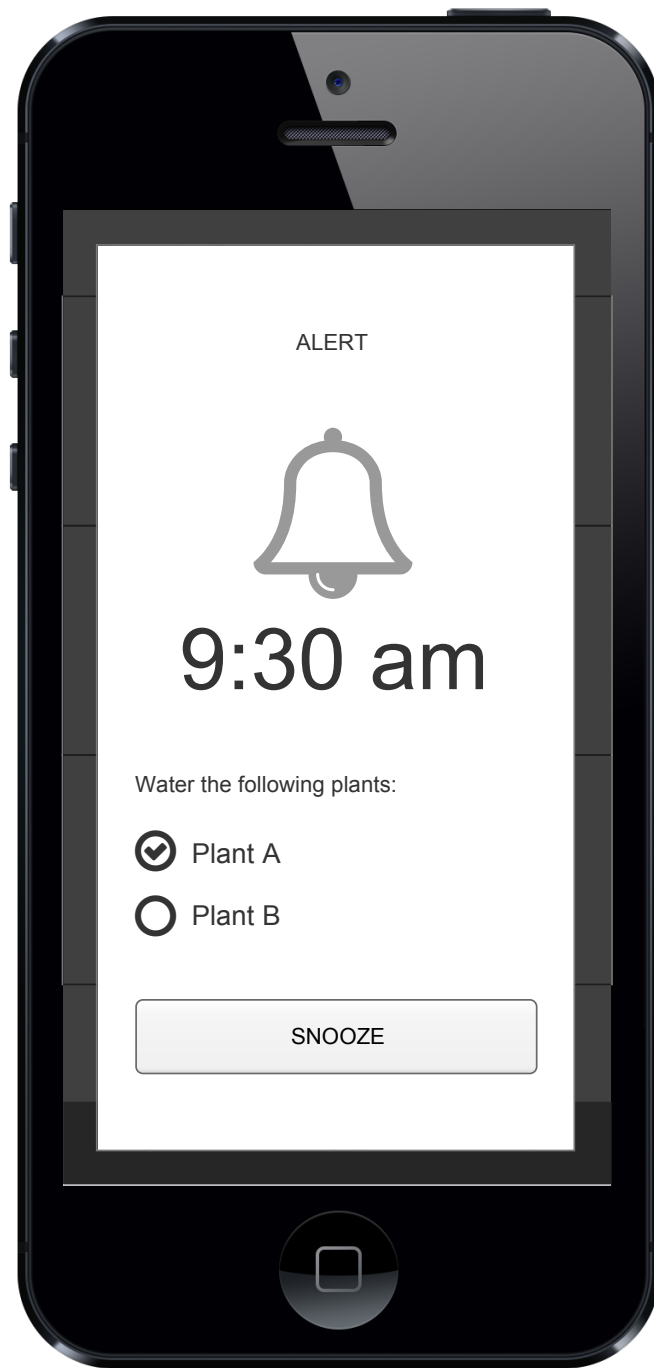 ALERT
9:30 am
Water the following plants:
Plant A
Plant B
SNOOZE